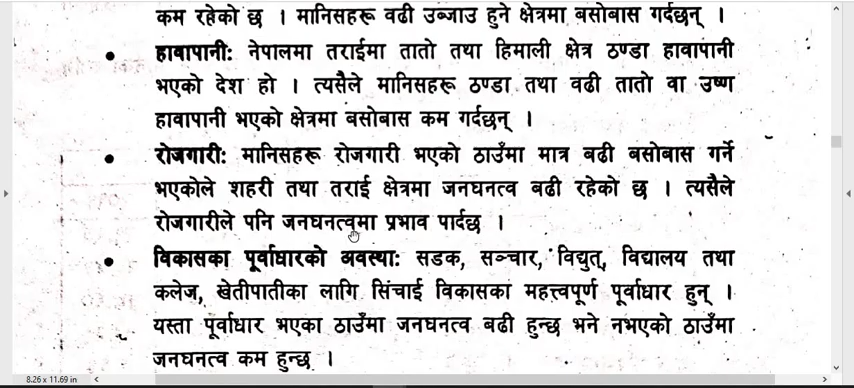 कम रहेको छ । मानिसहरू वढी उब्जाउ हुने क्षेत्रमा बसोबास गर्दछन् ।
• हावापानी: नेपालमा तराईमा तातो तथा हिमाली क्षेत्र ठण्डा हावापानी
भएको देश हो । त्यसैले मानिसहरू ठण्डा तथा वढी तातो वा उष्ण
हावापानी भएको क्षेत्रमा बसोबास कम गर्दछन् ।
• रोजगारी: मानिसहरू रोजगारी भएको ठाउँमा मात्र बढी बसोबास गर्ने
भएकोले शहरी तथा तराई क्षेत्रमा जनघनत्व बढी रहेको छ । त्यसैले
रोजगारीले पनि जनघनत्वमा प्रभाव पार्दछ ।
• विकासका पूर्वाधारको अवस्था: सडक, सञ्चार, विद्युत्, विद्यालय तथा
कलेज, खेतीपातीका लागि सिंचाई विकासका महत्त्वपूर्ण पूर्वाधार हुन् ।
यस्ता पूर्वाधार भएका ठाउँमा जनघनत्व बढी हुन्छ भने नभएको ठाउँमा
जनघनत्व कम हुन्छ ।
8.26 x 11.69 in